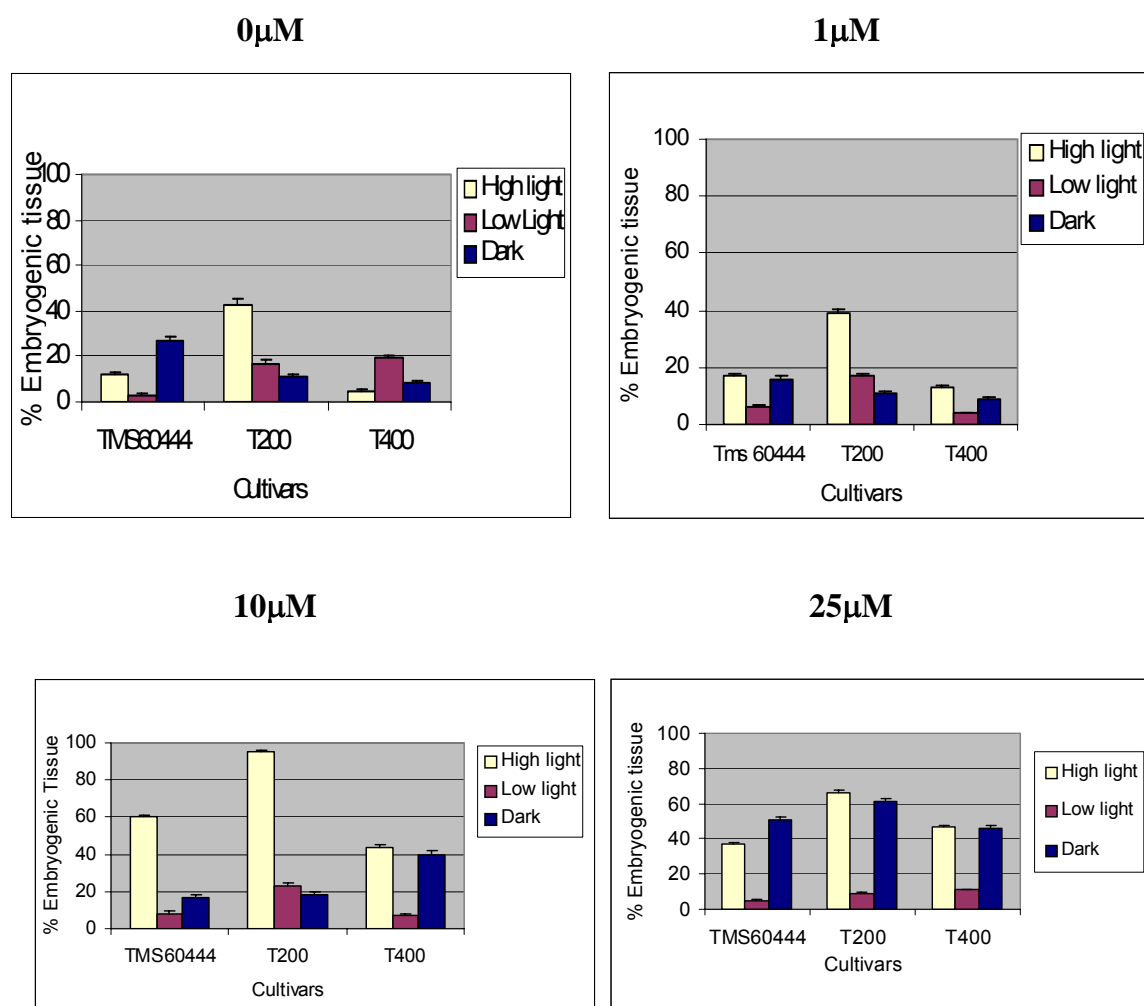 0μM
% Embryogenic tissue
100
80
60
40
20
0
TMS60444 T200 T400
Cultivars
High light
Low Light
Dark
1μM
% Embryogenic tissue
100
80
60
40
20
0
Tms 60444 T200 T400
Cultivars
High light
Low light
Dark
10μM
% Embryogenic Tissue
100
80
60
40
20
0
TMS60444 T200 T400
Cultivars
High light
Low light
Dark
25μM
% Embryogenic tissue
100
80
60
40
20
0
TMS60444 T200 T400
Cultivars
High light
Low light
Dark